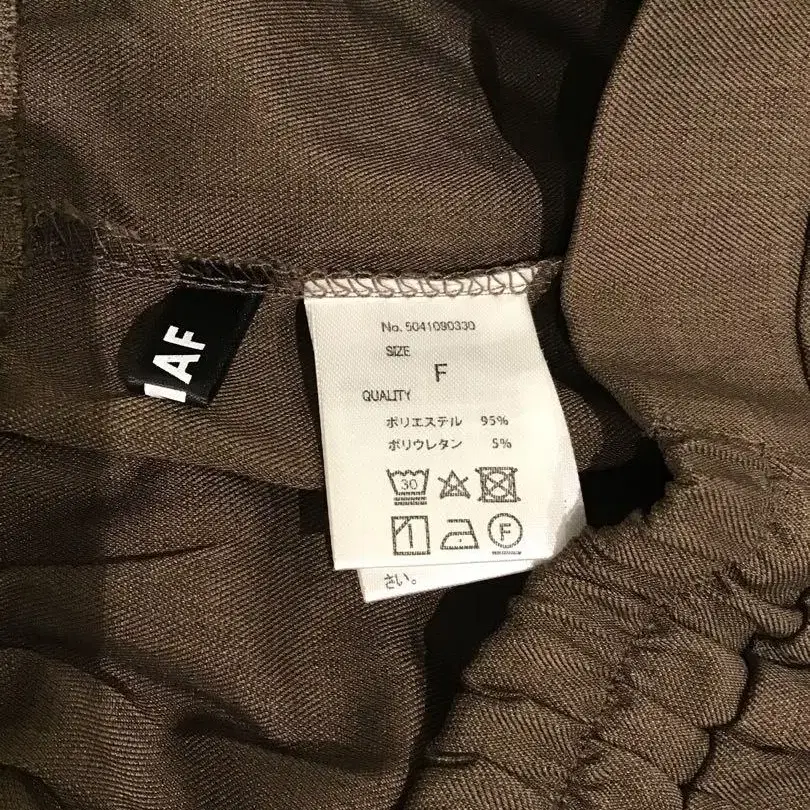 No. 5041090330
SIZE
F
QUALITY
ポリエステル 95%
ポリウレタン 5%
30
F
さい。
IAF